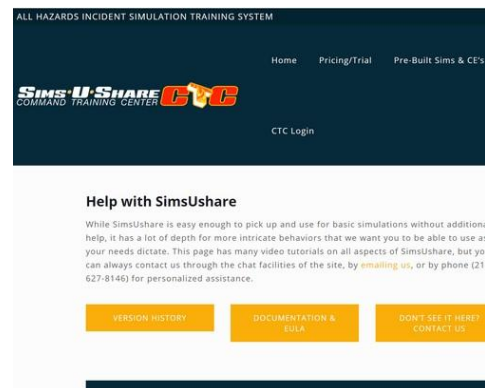 ALL HAZARDS INCIDENT SIMULATION TRAINING SYSTEM
Home Pricing/Trial Pre-Built Sims & CE's
SIMS·U·SHARE CTC
COMMAND TRAINING CENTER
CTC Login
Help with SimsUshare
While SimsUshare is easy enough to pick up and use for basic simulations without additiona
help, it has a lot of depth for more intricate behaviors that we want you to be able to use as
your needs dictate. This page has many video tutorials on all aspects of SimsUshare, but yo
can always contact us through the chat facilities of the site, by emailing us, or by phone (21
627-8146) for personalized assistance.
VERSION HISTORY
DOCUMENTATION &
EULA
DON'T SEE IT HERE?
CONTACT US